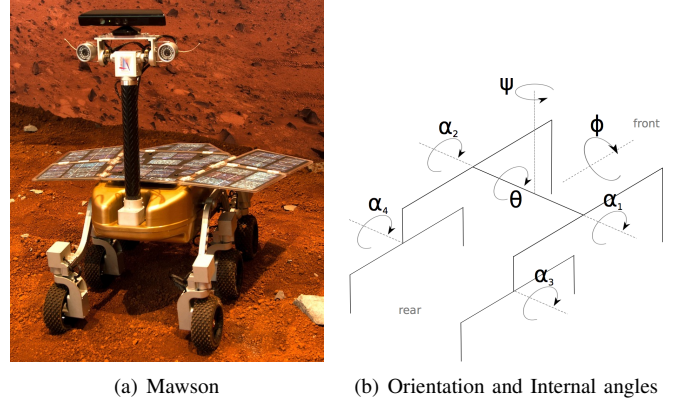 Ψ
α₂
ϕ
front
θ
α₄
α₁
α₃
rear
(a) Mawson
(b) Orientation and Internal angles